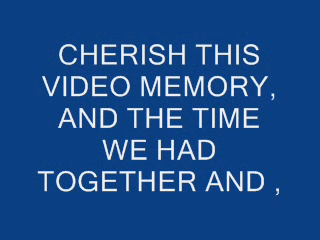 CHERISH THIS
VIDEO MEMORY,
AND THE TIME
WE HAD
TOGETHER AND ,